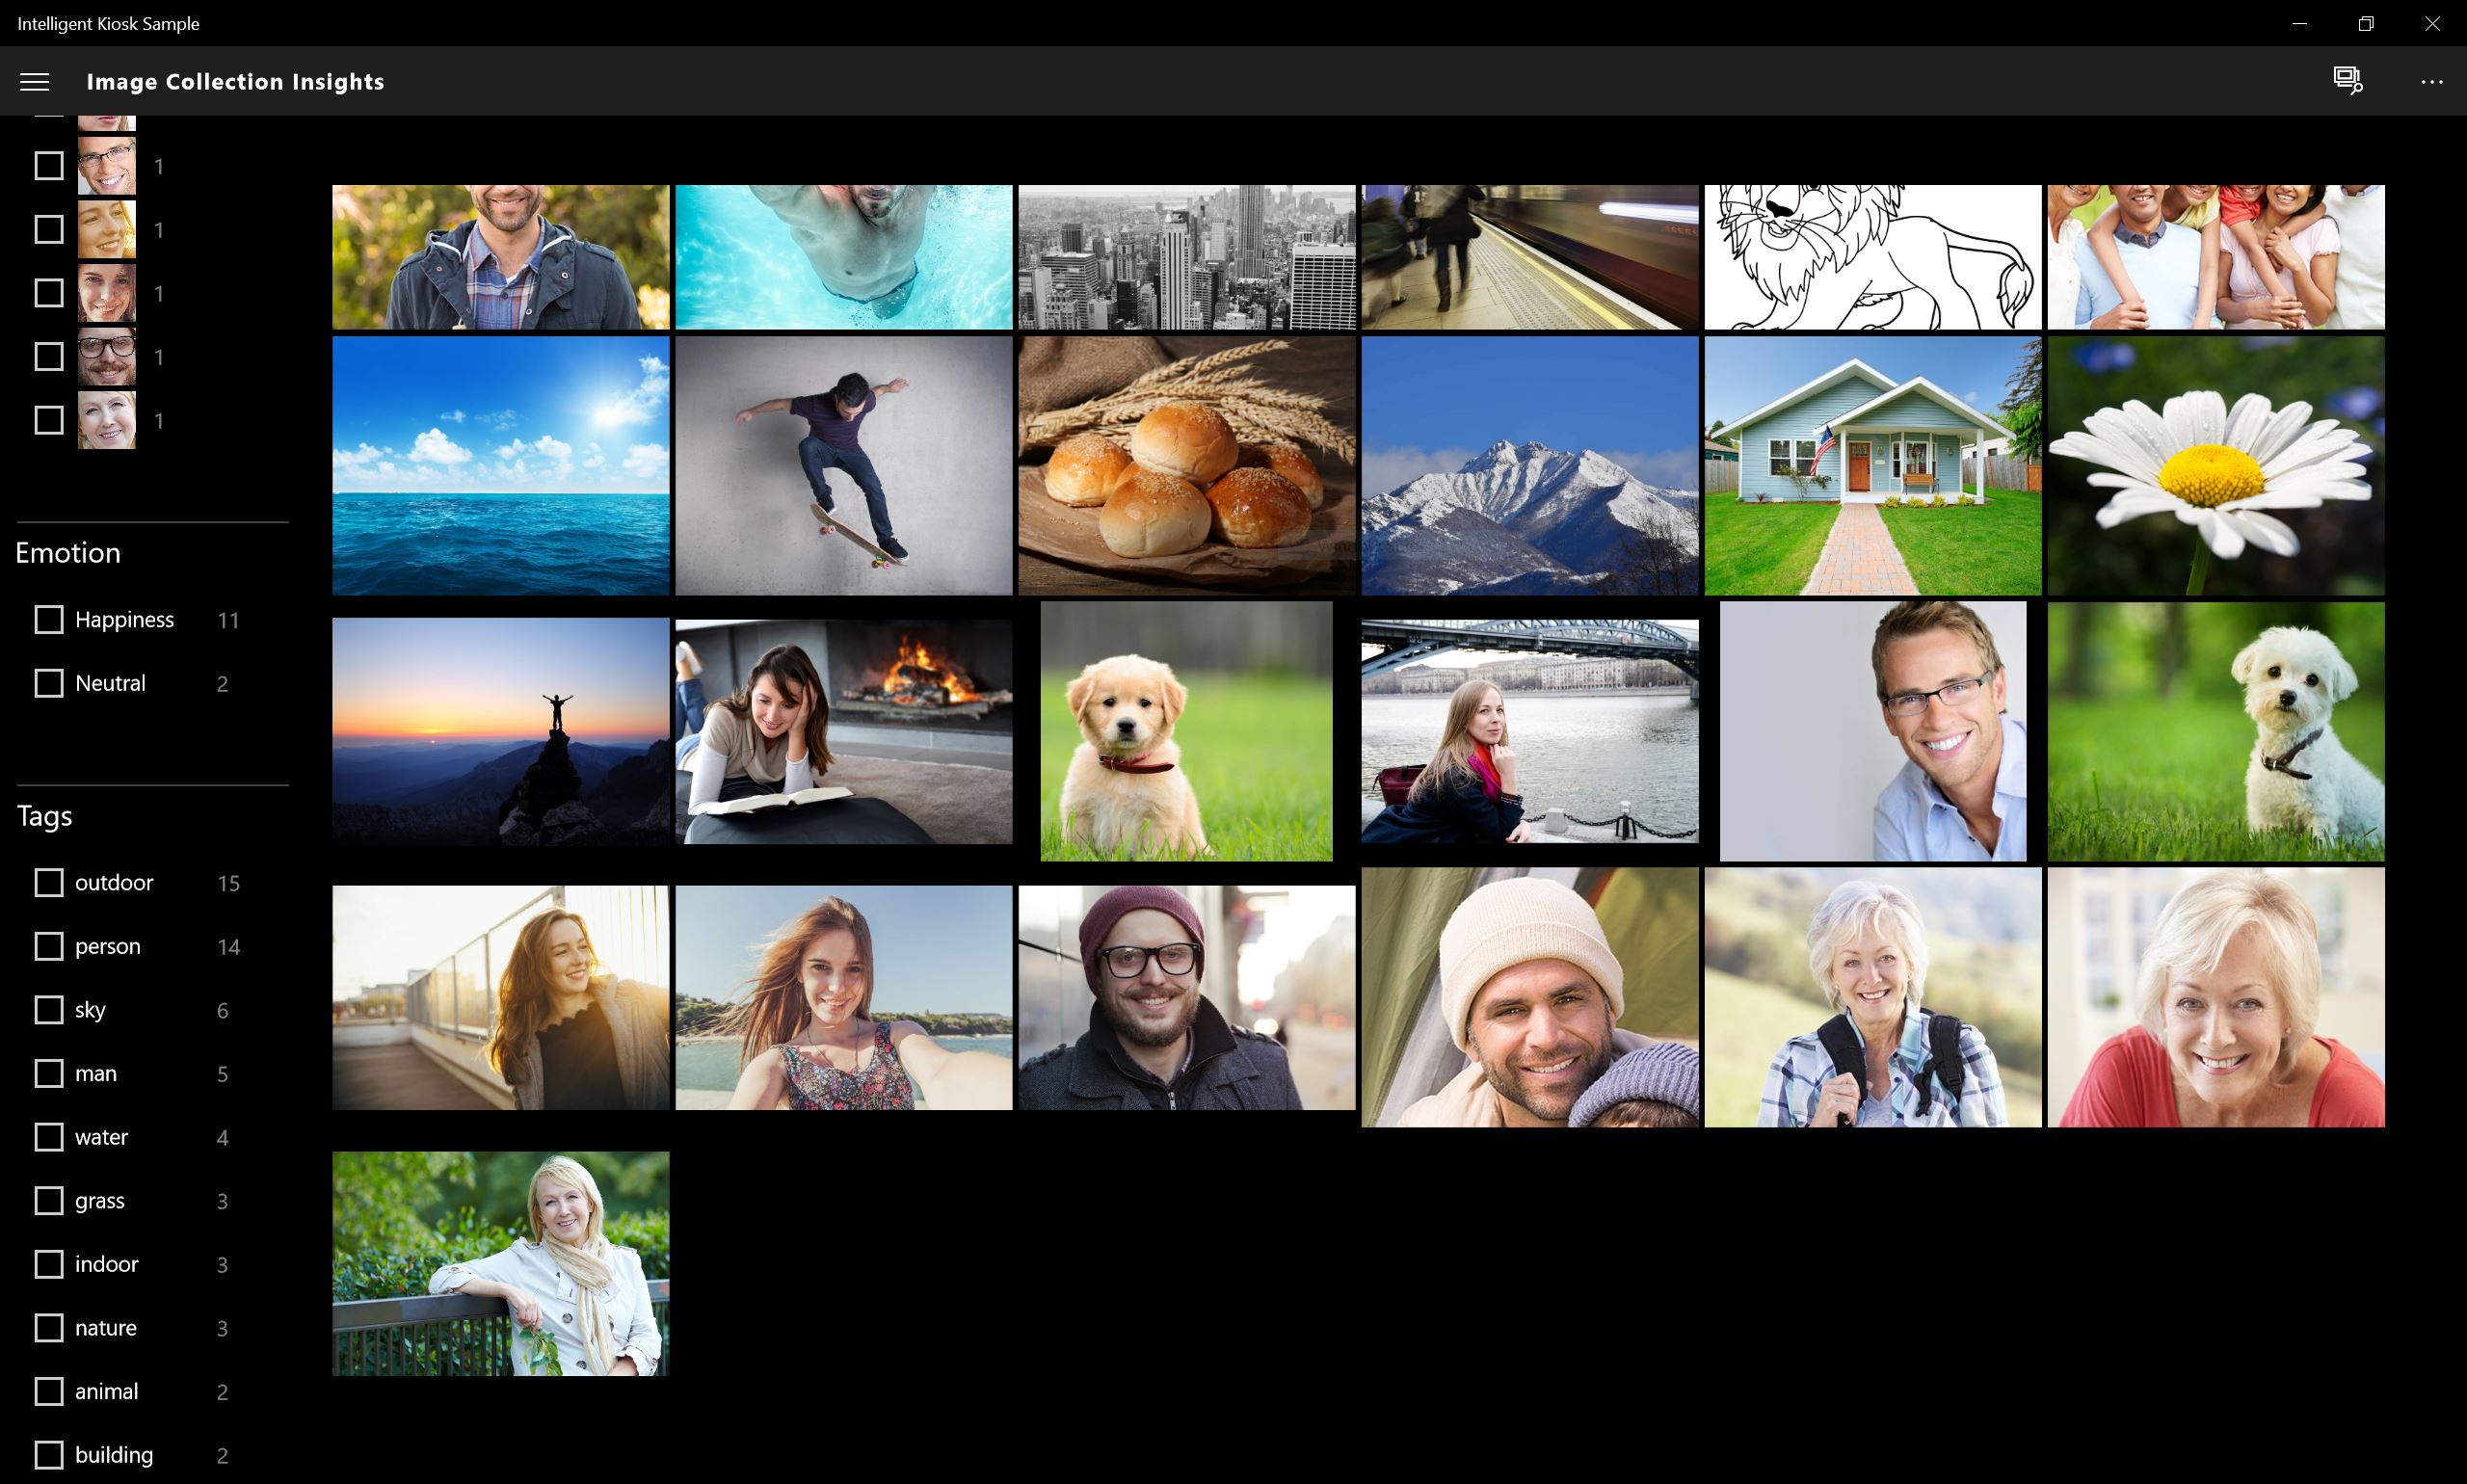 Intelligent Kiosk Sample
Image Collection Insights
1
1
1
1
1
Emotion
Happiness 11
Neutral 2
Tags
outdoor 15
person 14
sky 6
man 5
water 4
grass 3
indoor 3
nature 3
animal 2
building 2